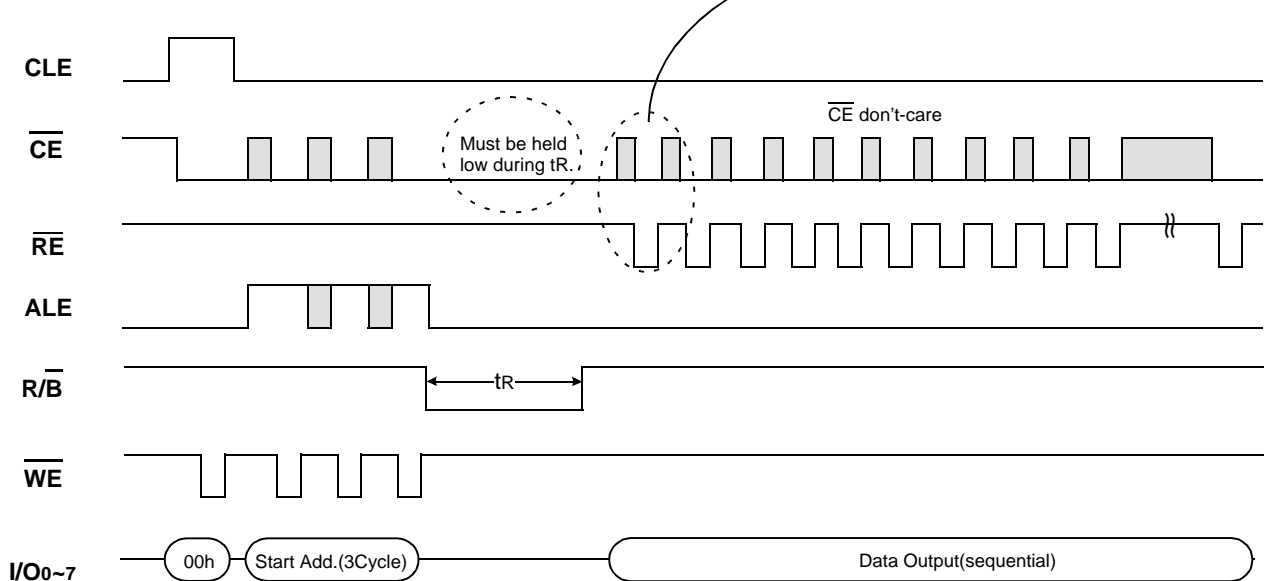 CLE
CE don't-care
CE
Must be held
low during tR.
RE
ALE
R/B
tR
WE
I/O0~7
00h
Start Add.(3Cycle)
Data Output(sequential)